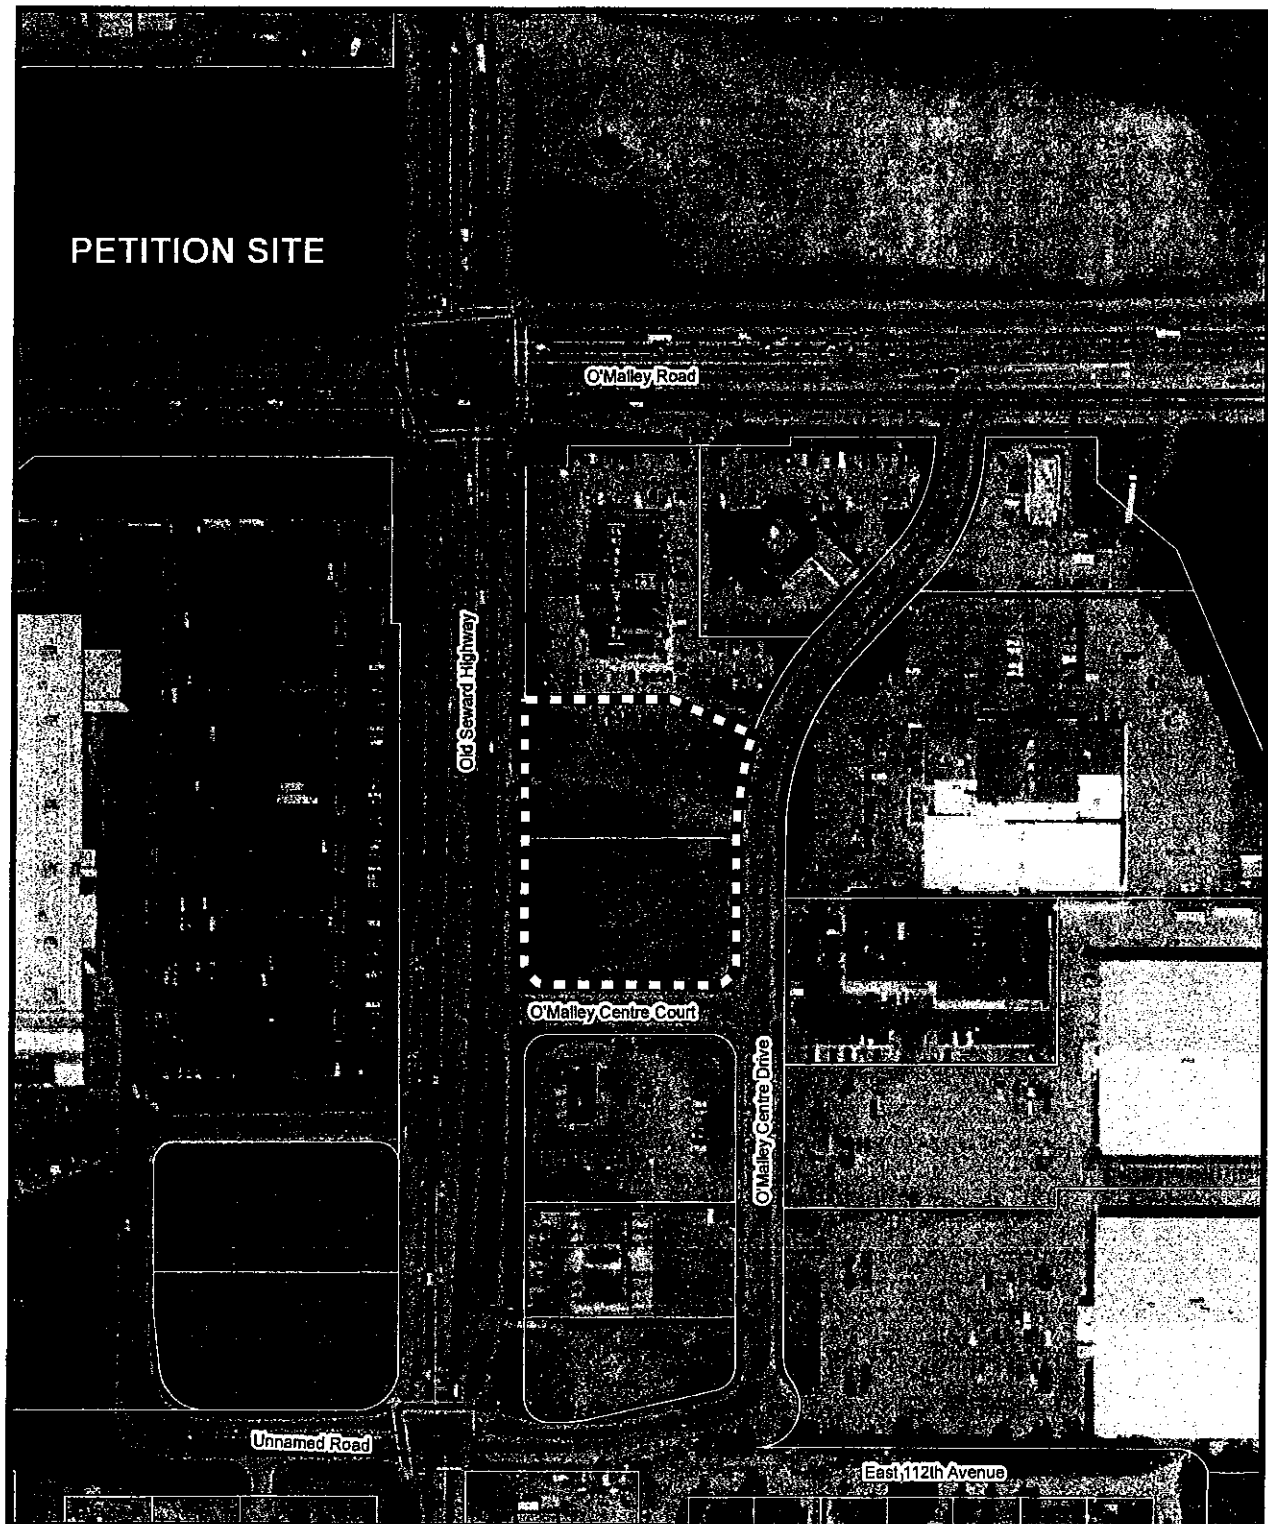 PETITION SITE
O'Malley Road
Old Seward Highway
O'Malley Centre Court
O'Malley Centre Drive
Unnamed Road
East 112th Avenue